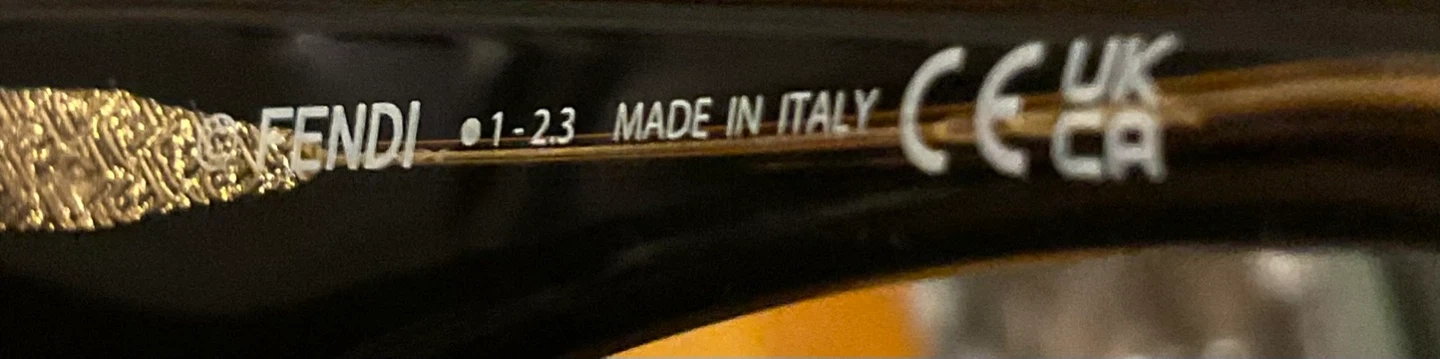 © FENDI ●1-2.3 MADE IN ITALY CE UK
CA